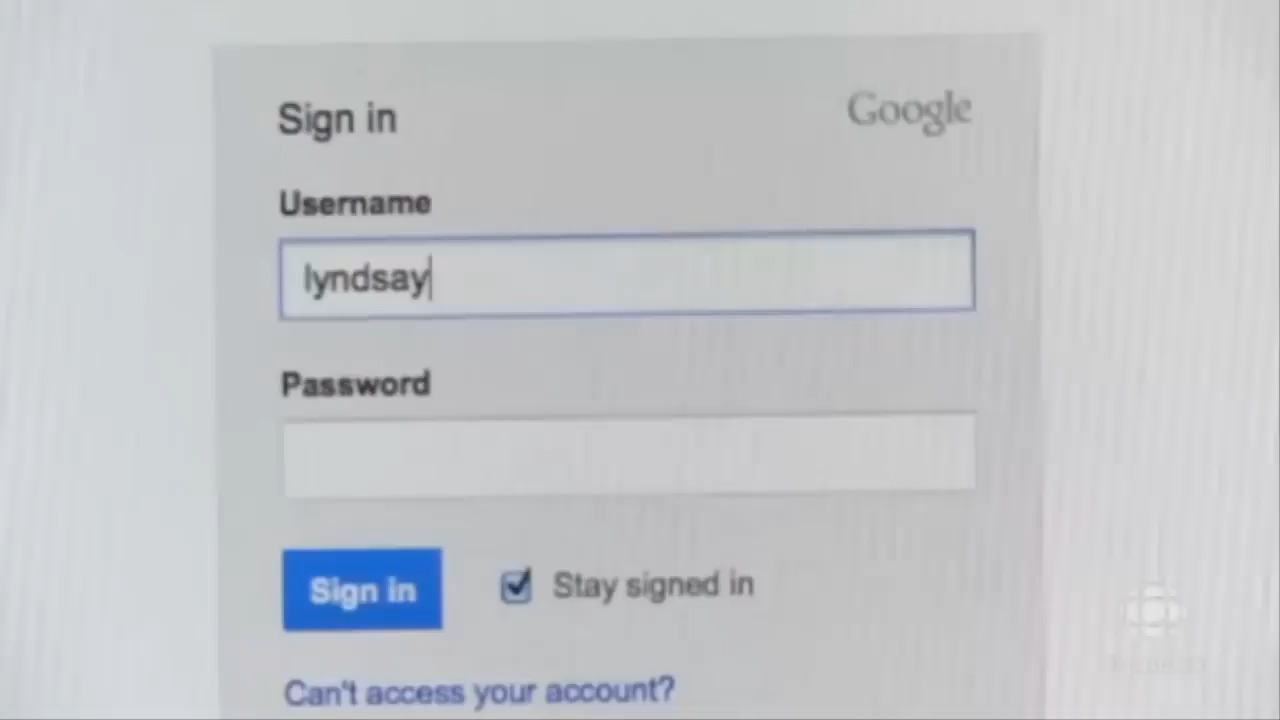 Sign in
Google
Username
lyndsay
Password
Sign in
Stay signed in
Can't access your account?